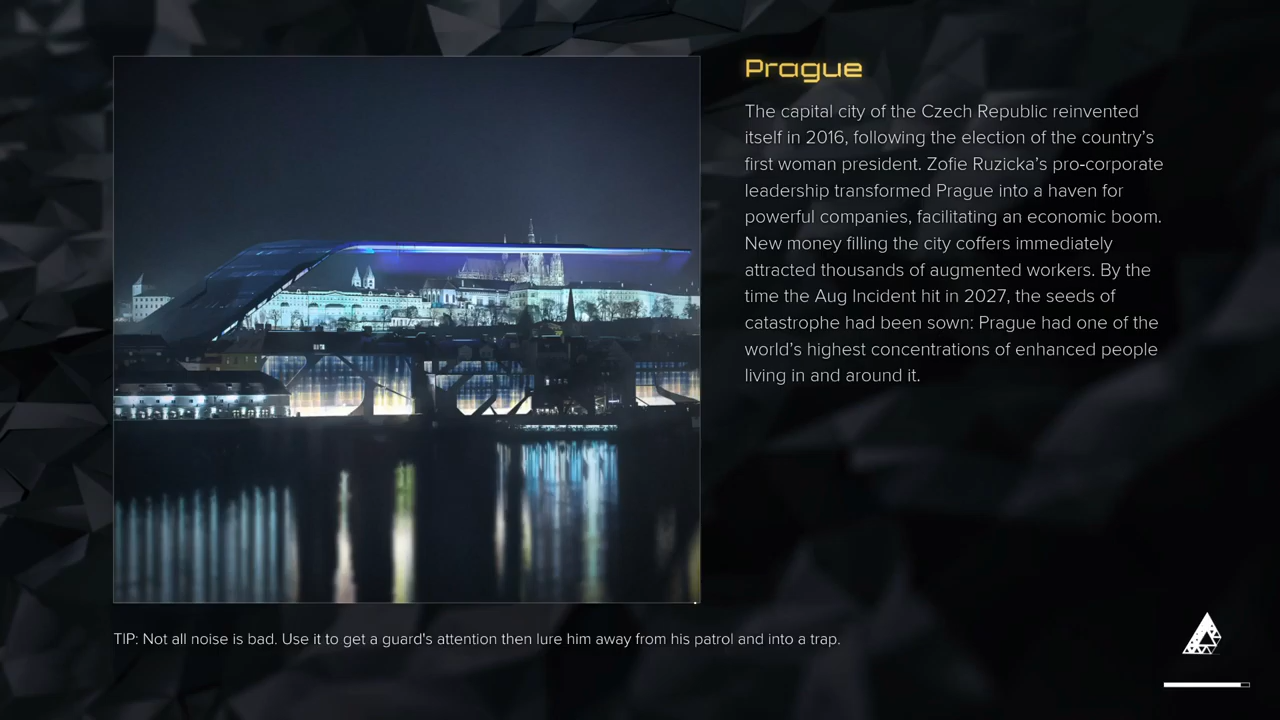 Prague
The capital city of the Czech Republic reinvented
itself in 2016, following the election of the country's
first woman president. Zofie Ruzicka's pro-corporate
leadership transformed Prague into a haven for
powerful companies, facilitating an economic boom.
New money filling the city coffers immediately
attracted thousands of augmented workers. By the
time the Aug Incident hit in 2027, the seeds of
catastrophe had been sown: Prague had one of the
world's highest concentrations of enhanced people
living in and around it.
TIP: Not all noise is bad. Use it to get a guard's attention then lure him away from his patrol and into a trap.